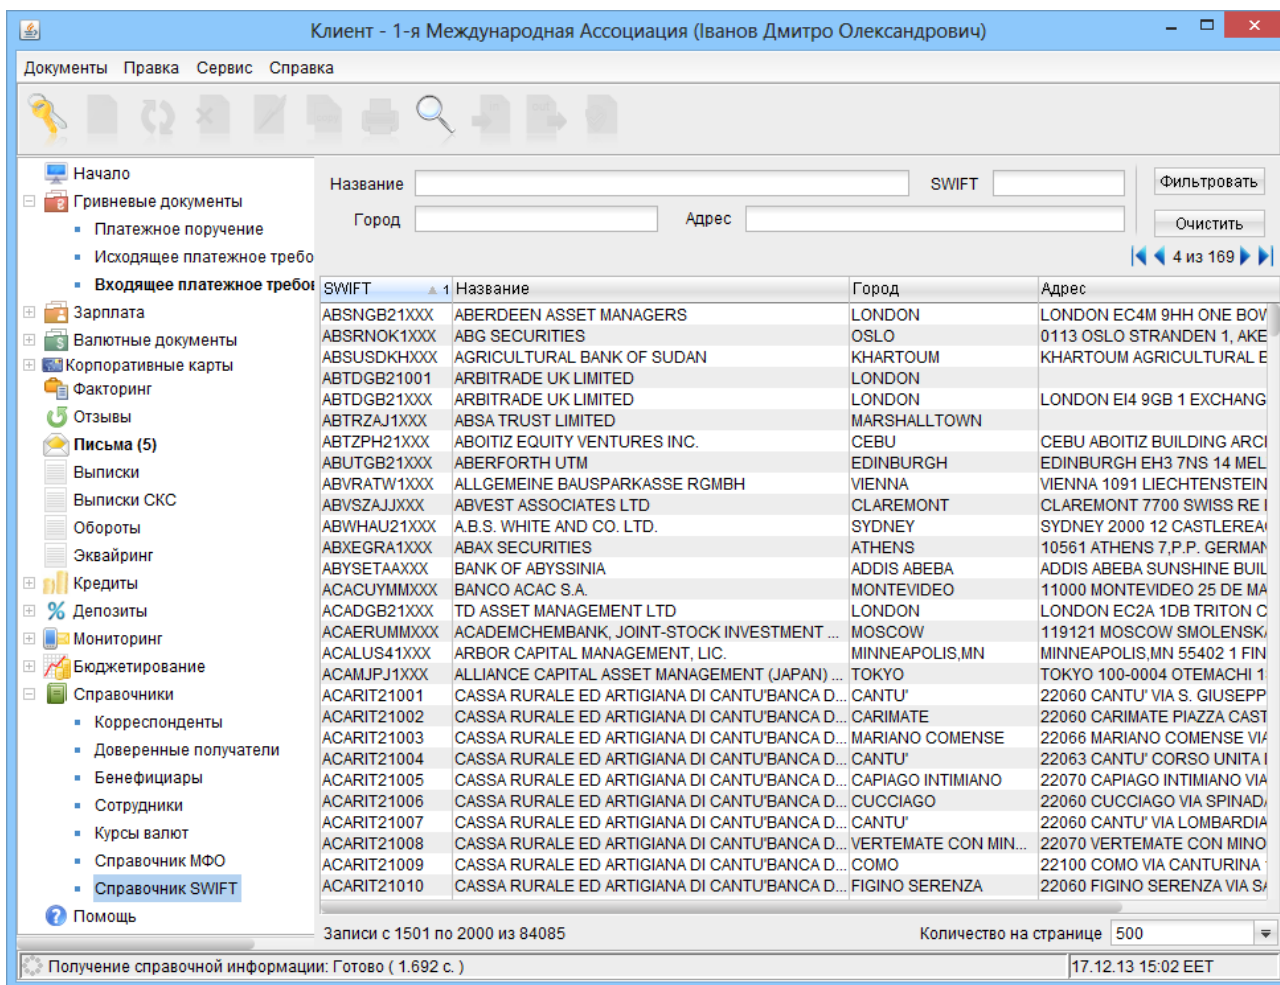 Клиент - 1-я Международная Ассоциация (Іванов Дмитро Олександрович)
Документы Правка Сервис Справка
Начало
Гривневые документы
Платежное поручение
Исходящее платежное требо
Входящее платежное требов
Зарплата
Валютные документы
Корпоративные карты
Факторинг
Отзывы
Письма (5)
Выписки
Выписки СКС
Обороты
Эквайринг
Кредиты
Депозиты
Мониторинг
Бюджетирование
Справочники
Корреспонденты
Доверенные получатели
Бенефициары
Сотрудники
Курсы валют
Справочник МФО
Справочник SWIFT
Помощь
Название SWIFT Фильтровать
Город Адрес Очистить
4 из 169
SWIFT 1 Название Город Адрес
ABSNGB21XXX ABERDEEN ASSET MANAGERS LONDON LONDON EC4M 9HH ONE BOW
ABSRNOK1XXX ABG SECURITIES OSLO 0113 OSLO STRANDEN 1, AKE
ABSUSDKHXXX AGRICULTURAL BANK OF SUDAN KHARTOUM KHARTOUM AGRICULTURAL B
ABTDGB21001 ARBITRADE UK LIMITED LONDON
ABTDGB21XXX ARBITRADE UK LIMITED LONDON LONDON EI4 9GB 1 EXCHANG
ABTRZAJ1XXX ABSA TRUST LIMITED MARSHALLTOWN
ABTZPH21XXX ABOITIZ EQUITY VENTURES INC. CEBU CEBU ABOITIZ BUILDING ARCH
ABUTGB21XXX ABERFORTH UTM EDINBURGH EDINBURGH EH3 7NS 14 MEL
ABVRATW1XXX ALLGEMEINE BAUSPARKASSE RGMBH VIENNA VIENNA 1091 LIECHTENSTEIN
ABVSZAJJXXX ABVEST ASSOCIATES LTD CLAREMONT CLAREMONT 7700 SWISS RE
ABWHAU21XXX A.B.S. WHITE AND CO. LTD. SYDNEY SYDNEY 2000 12 CASTLEREA
ABXEGRA1XXX ABAX SECURITIES ATHENS 10561 ATHENS 7,P.P. GERMAN
ABYSETAAXXX BANK OF ABYSSINIA ADDIS ABEBA ADDIS ABEBA SUNSHINE BUIL
ACACUYMMXXX BANCO ACAC S.A. MONTEVIDEO 11000 MONTEVIDEO 25 DE MA
ACADGB21XXX TD ASSET MANAGEMENT LTD LONDON LONDON EC2A 1DB TRITON C
ACAERUMMXXX ACADEMCHEMBANK, JOINT-STOCK INVESTMENT ... MOSCOW 119121 MOSCOW SMOLENSK
ACALUS41XXX ARBOR CAPITAL MANAGEMENT, LIC. MINNEAPOLIS,MN MINNEAPOLIS,MN 55402 1 FIN
ACAMJPJ1XXX ALLIANCE CAPITAL ASSET MANAGEMENT (JAPAN) ... TOKYO TOKYO 100-0004 OTEMACHI 1
ACARIT21001 CASSA RURALE ED ARTIGIANA DI CANTU'BANCA D... CANTU' 22060 CANTU' VIA S. GIUSEPP
ACARIT21002 CASSA RURALE ED ARTIGIANA DI CANTU'BANCA D... CARIMATE 22060 CARIMATE PIAZZA CAST
ACARIT21003 CASSA RURALE ED ARTIGIANA DI CANTU'BANCA D... MARIANO COMENSE 22066 MARIANO COMENSE VIA
ACARIT21004 CASSA RURALE ED ARTIGIANA DI CANTU'BANCA D... CANTU' 22063 CANTU' CORSO UNITA
ACARIT21005 CASSA RURALE ED ARTIGIANA DI CANTU'BANCA D... CAPIAGO INTIMIANO 22070 CAPIAGO INTIMIANO VIA
ACARIT21006 CASSA RURALE ED ARTIGIANA DI CANTU'BANCA D... CUCCIAGO 22060 CUCCIAGO VIA SPINADA
ACARIT21007 CASSA RURALE ED ARTIGIANA DI CANTU'BANCA D... CANTU' 22060 CANTU' VIA LOMBARDIA
ACARIT21008 CASSA RURALE ED ARTIGIANA DI CANTU'BANCA D... VERTEMATE CON MIN... 22070 VERTEMATE CON MINO
ACARIT21009 CASSA RURALE ED ARTIGIANA DI CANTU'BANCA D... COMO 22100 COMO VIA CANTURINA
ACARIT21010 CASSA RURALE ED ARTIGIANA DI CANTU'BANCA D... FIGINO SERENZA 22060 FIGINO SERENZA VIA SA
Записи с 1501 по 2000 из 84085 Количество на странице 500
Получение справочной информации: Готово ( 1.692 с. ) 17.12.13 15:02 EET